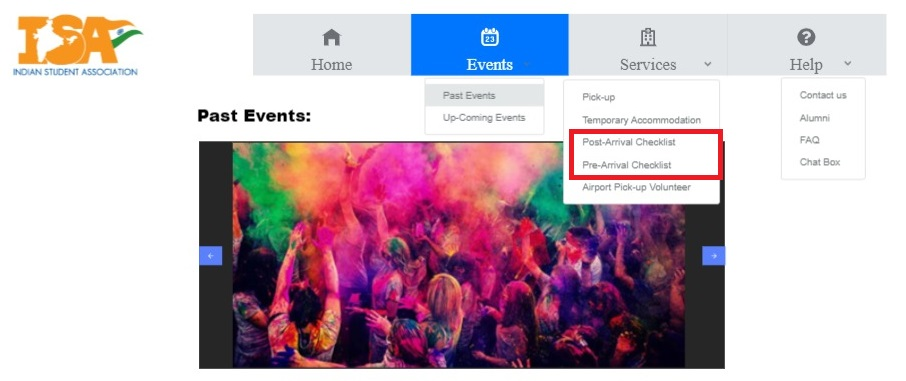 ISA
INDIAN STUDENT ASSOCIATION
Home
23
Events
Services
Help
Past Events
Up-Coming Events
Pick-up
Temporary Accommodation
Post-Arrival Checklist
Pre-Arrival Checklist
Airport Pick-up Volunteer
Contact us
Alumni
FAQ
Chat Box
Past Events: